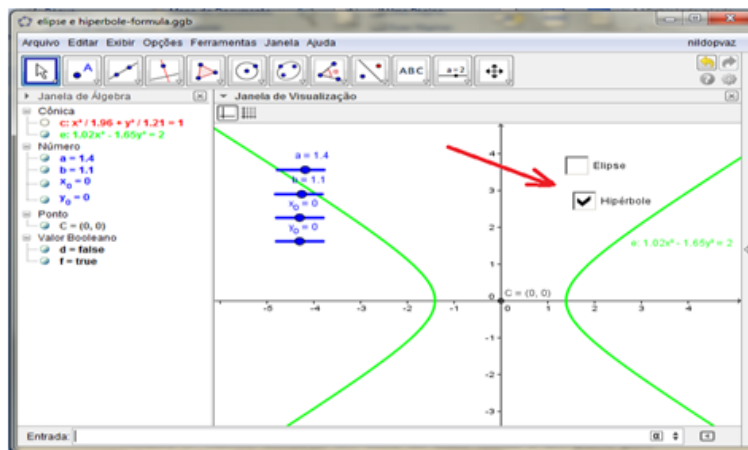 elipse e hiperbole-formula.ggb
Arquivo Editar Exibir Opções Ferramentas Janela Ajuda nildopvaz
ABC a=2
Janela de Álgebra
Janela de Visualização
Cônica
c: x² / 1.96 + y² / 1.21 = 1
e: 1.02x² - 1.65y² = 2
Número
a = 1.4
b = 1.1
x₀ = 0
y₀ = 0
Ponto
C = (0, 0)
Valor Booleano
d = false
f = true
a = 1.4
b = 1.1
x₀ = 0
y₀ = 0
Elipse
Hipérbole
e: 1.02x² - 1.65y² = 2
C = (0, 0)
4
3
2
1
0
-1
-2
-3
-5 -4 -3 -2 -1 0 1 2 3 4 5
Entrada: α